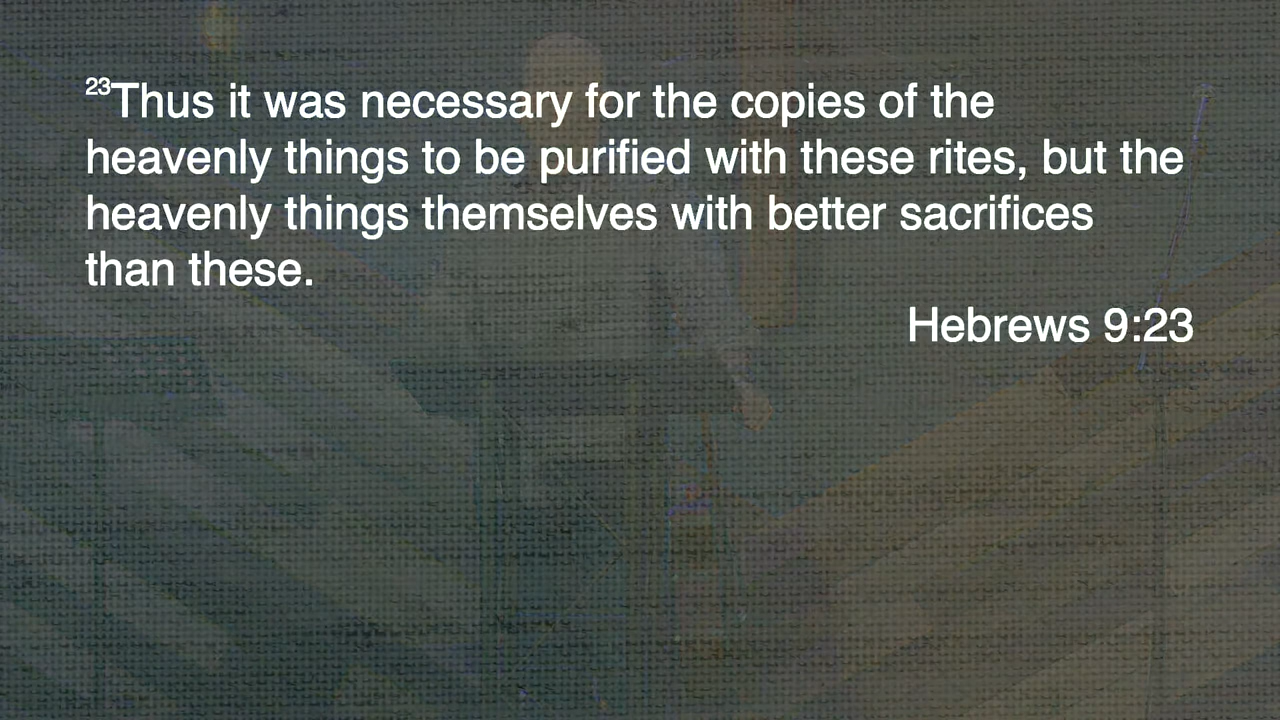 23Thus it was necessary for the copies of the
heavenly things to be purified with these rites, but the
heavenly things themselves with better sacrifices
than these.
Hebrews 9:23